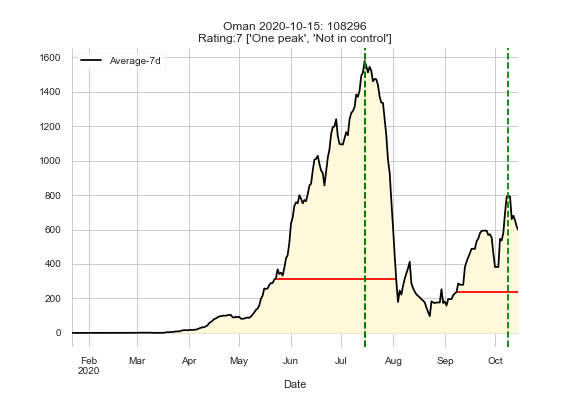 Oman 2020-10-15: 108296
Rating:7 ['One peak', 'Not in control']
Average-7d
1600
1400
1200
1000
800
600
400
200
0
Feb Mar Apr May Jun Jul Aug Sep Oct
2020
Date